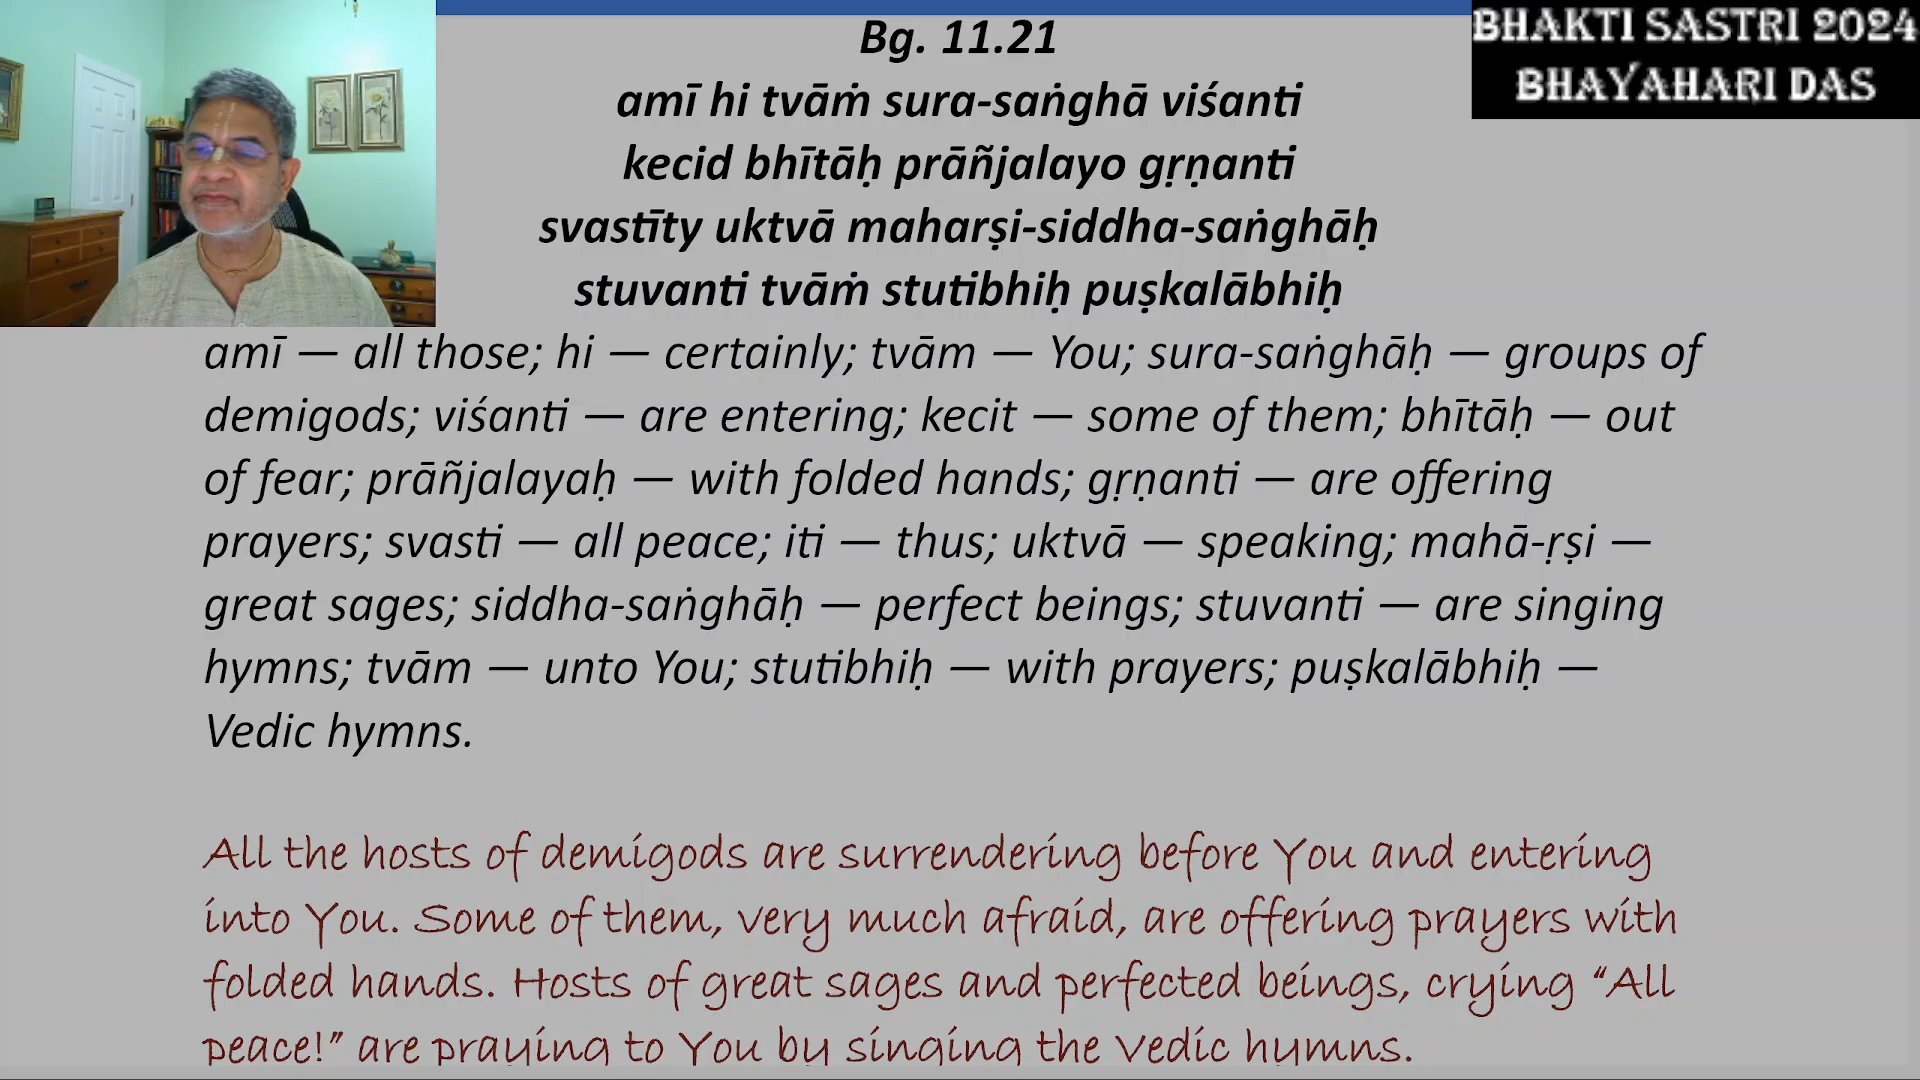 Bg. 11.21
BHAKTI SASTRI 2024
BHAYAHARI DAS
amī hi tvāṁ sura-saṅghā viśanti
kecid bhītāḥ prāñjalayo gṛṇanti
svastīty uktvā maharṣi-siddha-saṅghāḥ
stuvanti tvāṁ stutibhiḥ puṣkalābhiḥ
amī — all those; hi — certainly; tvām — You; sura-saṅghāḥ — groups of
demigods; viśanti — are entering; kecit — some of them; bhītāḥ — out
of fear; prāñjalayaḥ — with folded hands; gṛṇanti — are offering
prayers; svasti — all peace; iti — thus; uktvā — speaking; mahā-ṛṣi —
great sages; siddha-saṅghāḥ — perfect beings; stuvanti — are singing
hymns; tvām — unto You; stutibhiḥ — with prayers; puṣkalābhiḥ —
Vedic hymns.
All the hosts of demigods are surrendering before You and entering
into You. Some of them, very much afraid, are offering prayers with
folded hands. Hosts of great sages and perfected beings, crying “All
peace!” are praying to You by singing the Vedic hymns.